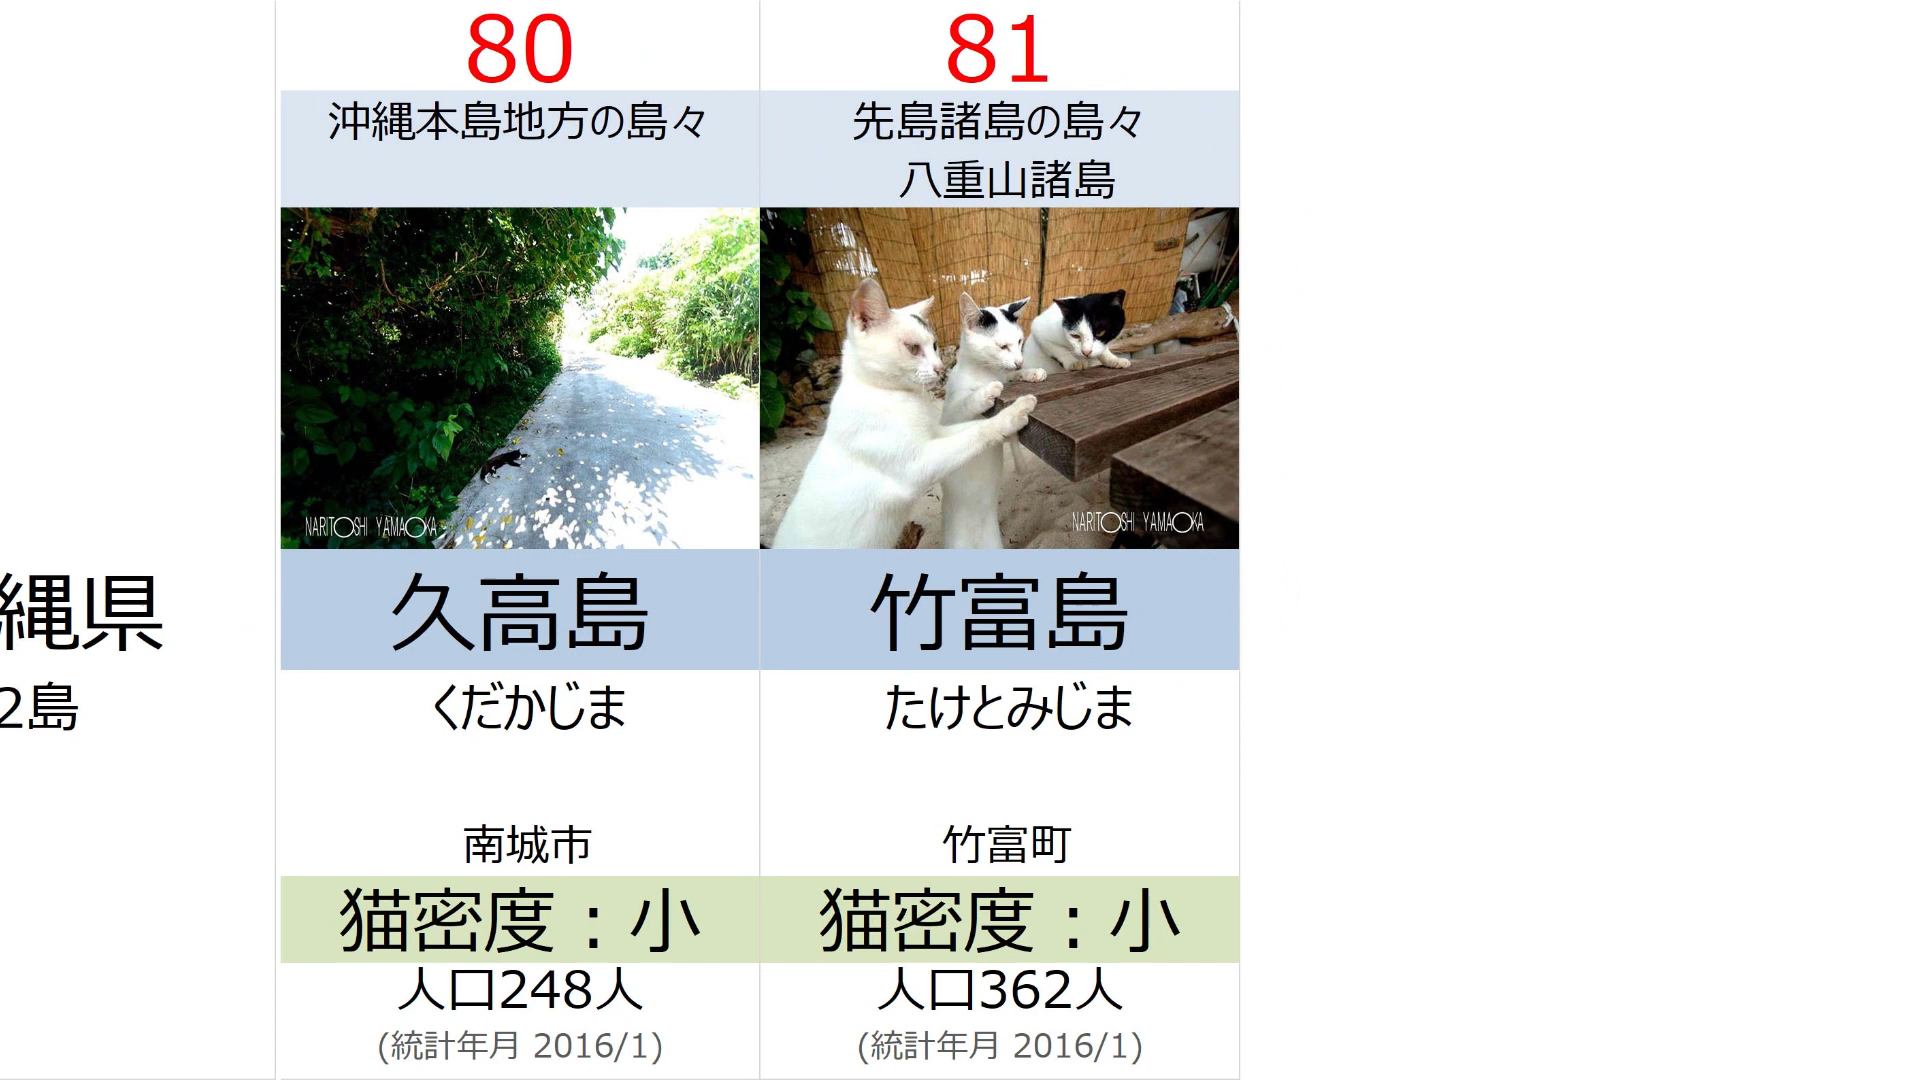 縄県
2島
80
沖縄本島地方の島々
NARITOSHI YAMAOKA
久高島
くだかじま
南城市
猫密度：小
人口248人
(統計年月 2016/1)
81
先島諸島の島々
八重山諸島
NARITOSHI YAMAOKA
竹富島
たけとみじま
竹富町
猫密度：小
人口362人
(統計年月 2016/1)